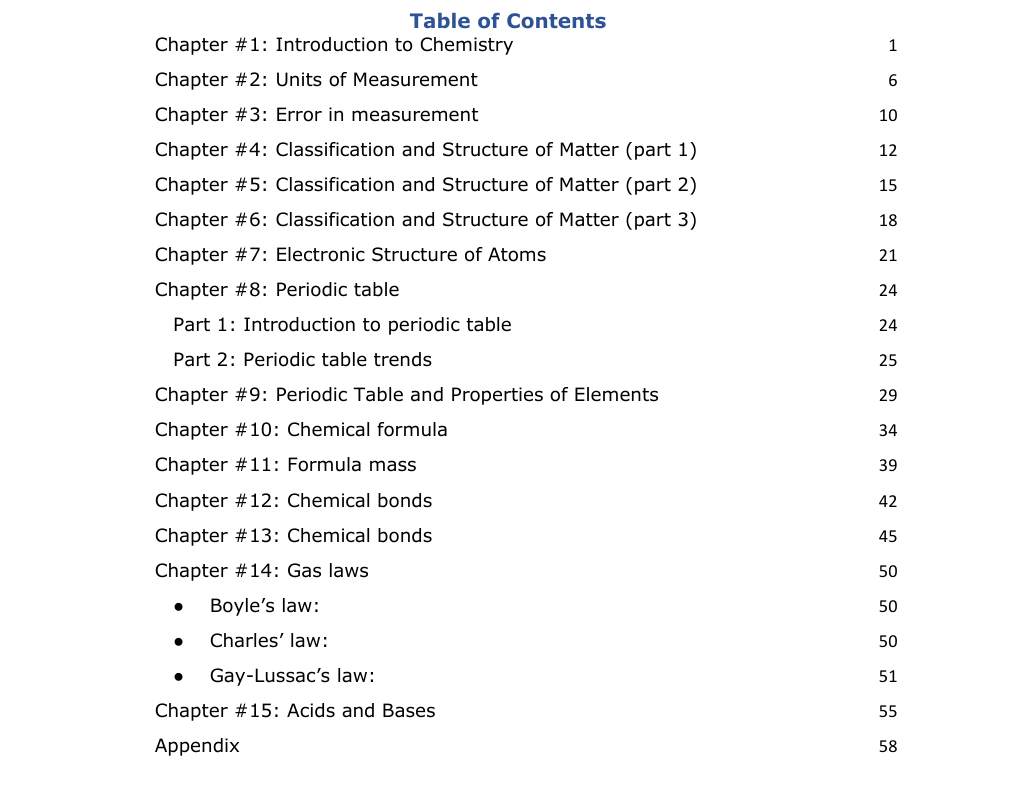 Table of Contents
Chapter #1: Introduction to Chemistry 1
Chapter #2: Units of Measurement 6
Chapter #3: Error in measurement 10
Chapter #4: Classification and Structure of Matter (part 1) 12
Chapter #5: Classification and Structure of Matter (part 2) 15
Chapter #6: Classification and Structure of Matter (part 3) 18
Chapter #7: Electronic Structure of Atoms 21
Chapter #8: Periodic table 24
Part 1: Introduction to periodic table 24
Part 2: Periodic table trends 25
Chapter #9: Periodic Table and Properties of Elements 29
Chapter #10: Chemical formula 34
Chapter #11: Formula mass 39
Chapter #12: Chemical bonds 42
Chapter #13: Chemical bonds 45
Chapter #14: Gas laws 50
● Boyle’s law: 50
● Charles’ law: 50
● Gay-Lussac’s law: 51
Chapter #15: Acids and Bases 55
Appendix 58